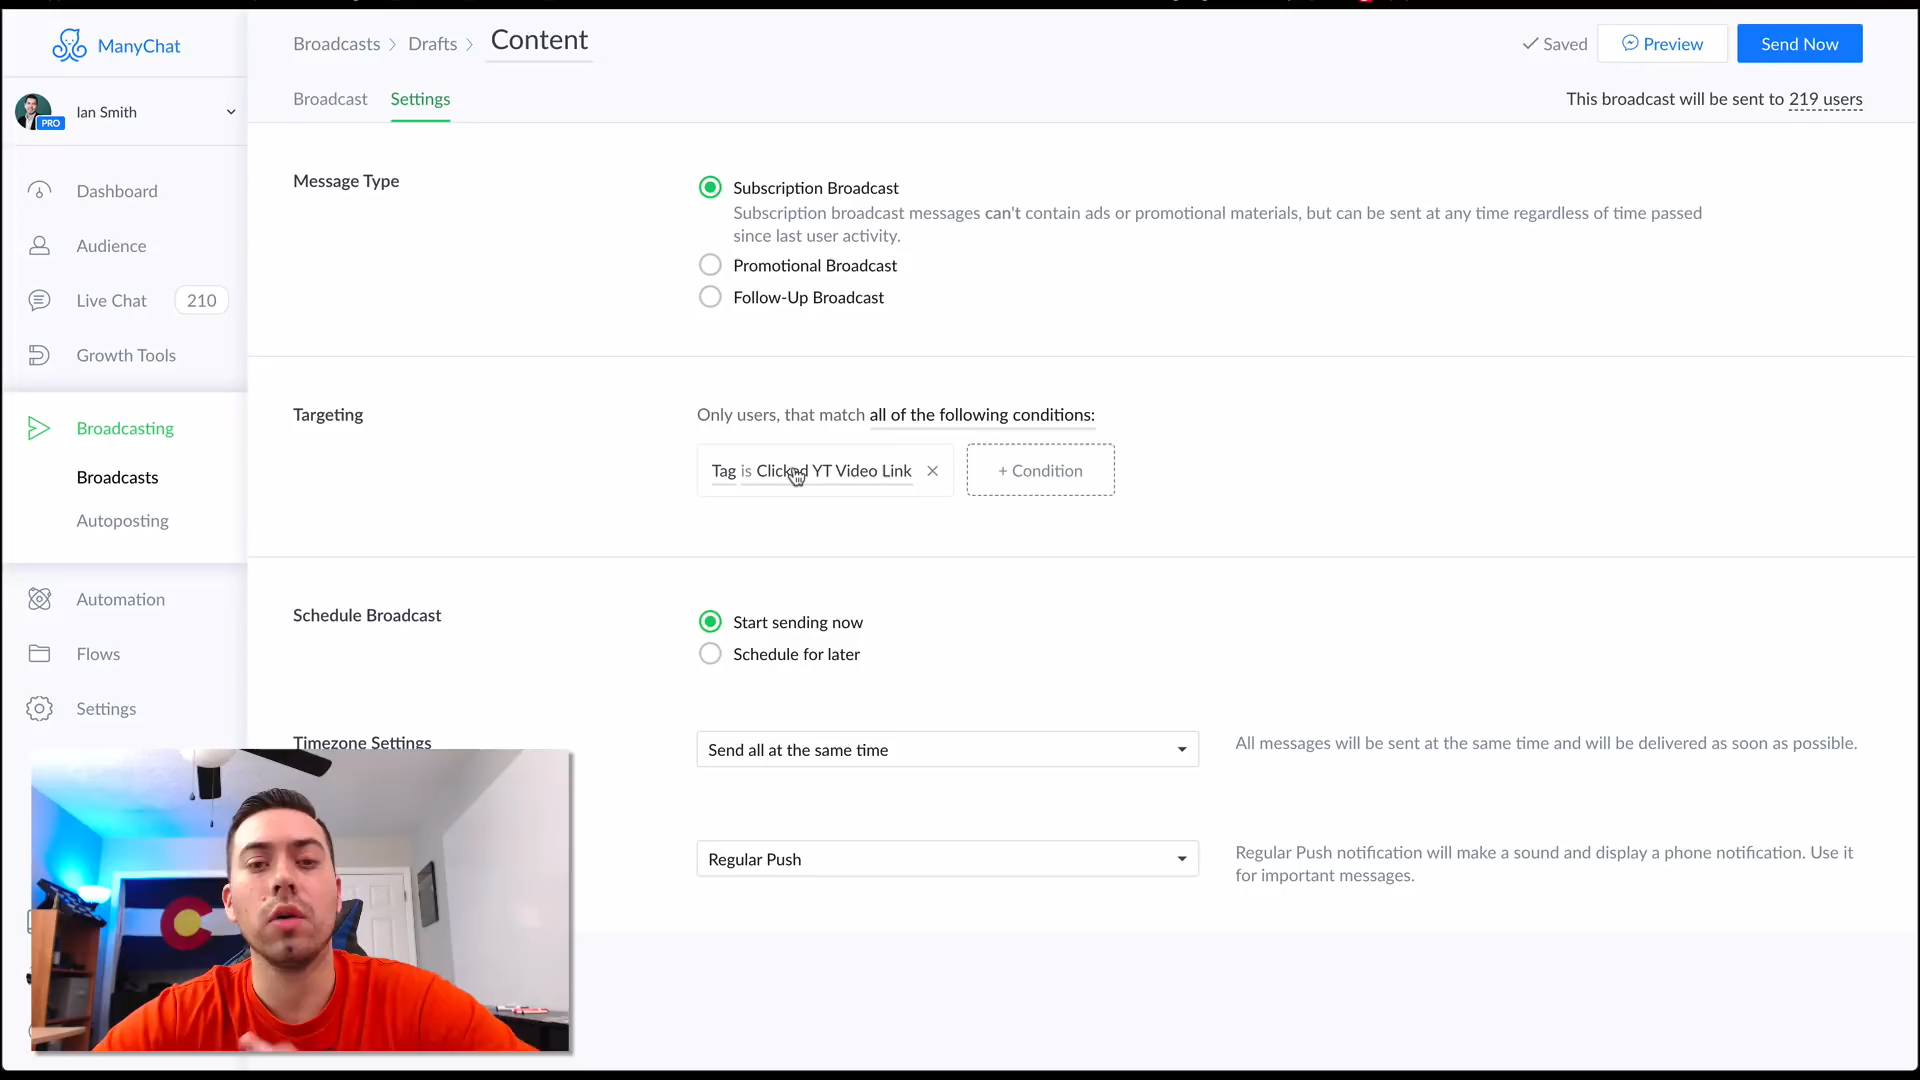 ManyChat
Broadcasts > Drafts > Content
Saved
Preview
Send Now
PRO
Ian Smith
Broadcast
Settings
This broadcast will be sent to 219 users
Dashboard
Audience
Live Chat
210
Growth Tools
Broadcasting
Broadcasts
Autoposting
Automation
Flows
Settings
Message Type
Subscription Broadcast
Subscription broadcast messages can't contain ads or promotional materials, but can be sent at any time regardless of time passed
since last user activity.
Promotional Broadcast
Follow-Up Broadcast
Targeting
Only users, that match all of the following conditions:
Tag is Clicked YT Video Link
+ Condition
Schedule Broadcast
Start sending now
Schedule for later
Timezone Settings
Send all at the same time
All messages will be sent at the same time and will be delivered as soon as possible.
Regular Push
Regular Push notification will make a sound and display a phone notification. Use it
for important messages.